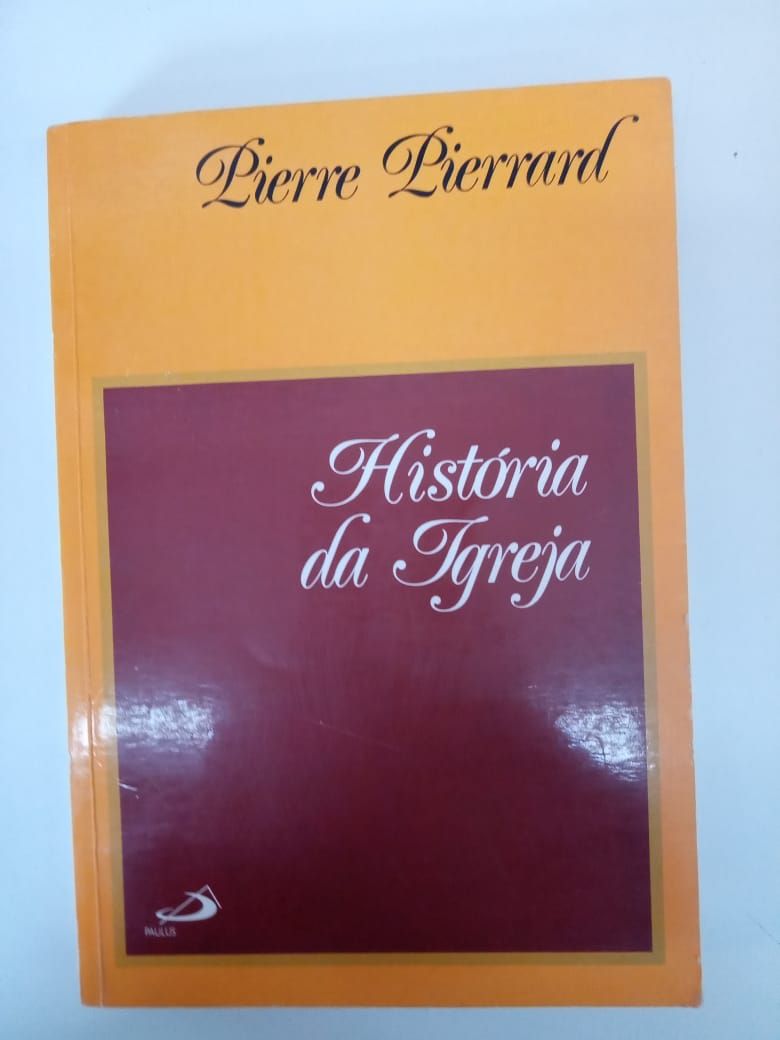 Pierre Pierrard
História
da Igreja
PAULUS